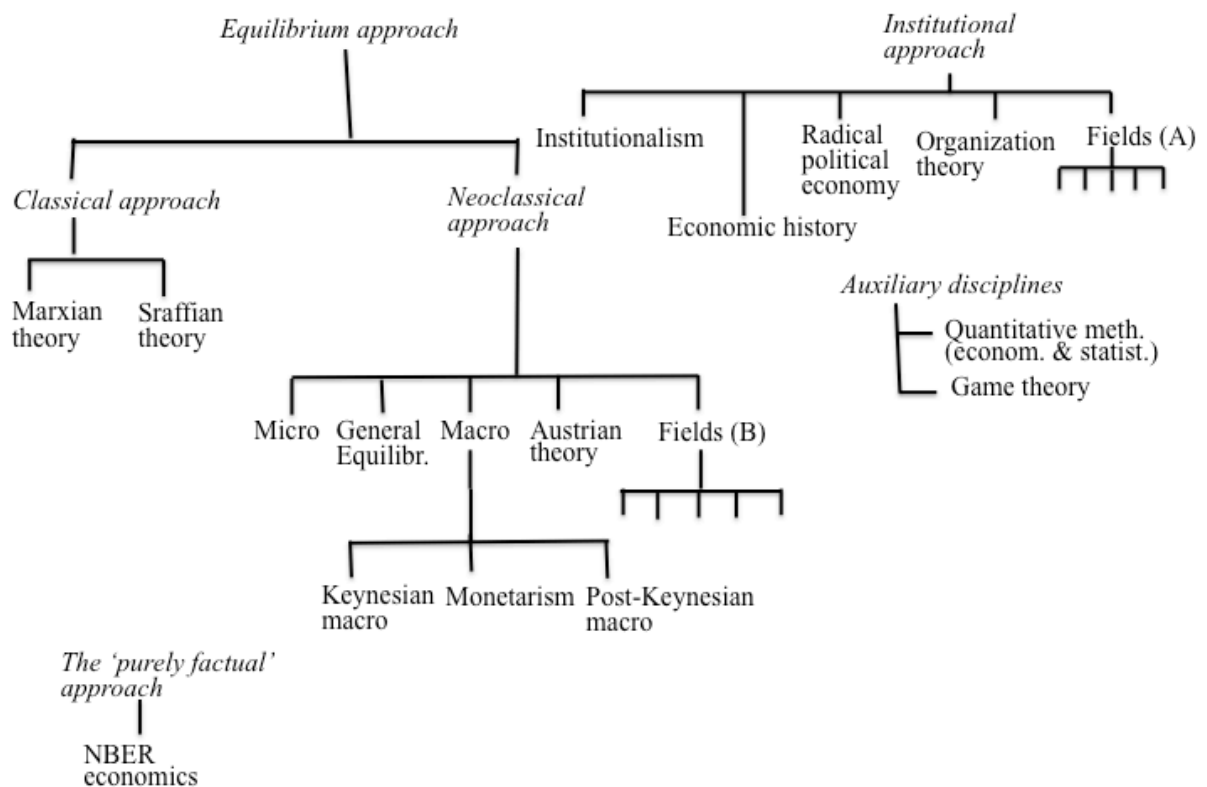 Equilibrium approach
Institutional
approach
Institutionalism
Radical
political
economy
Organization
theory
Fields (A)
Economic history
Classical approach
Neoclassical
approach
Marxian
theory
Sraffian
theory
Auxiliary disciplines
Quantitative meth.
(econom. & statist.)
Game theory
Micro
General
Equilibr.
Macro
Austrian
theory
Fields (B)
Keynesian
macro
Monetarism
Post-Keynesian
macro
The ‘purely factual’
approach
NBER
economics